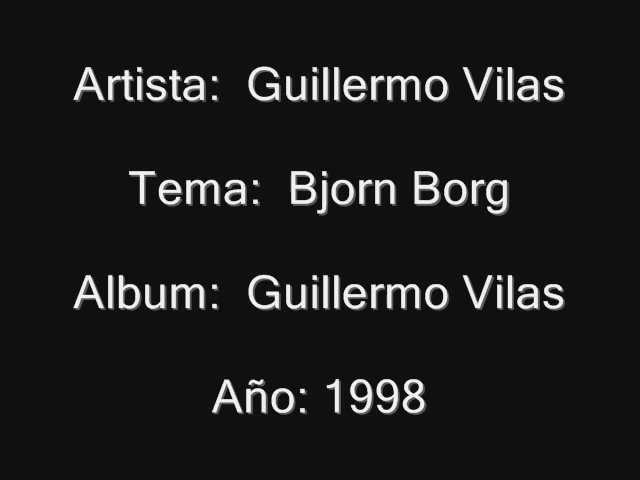 Artista:  Guillermo Vilas
Tema:  Bjorn Borg
Album:  Guillermo Vilas
Año: 1998